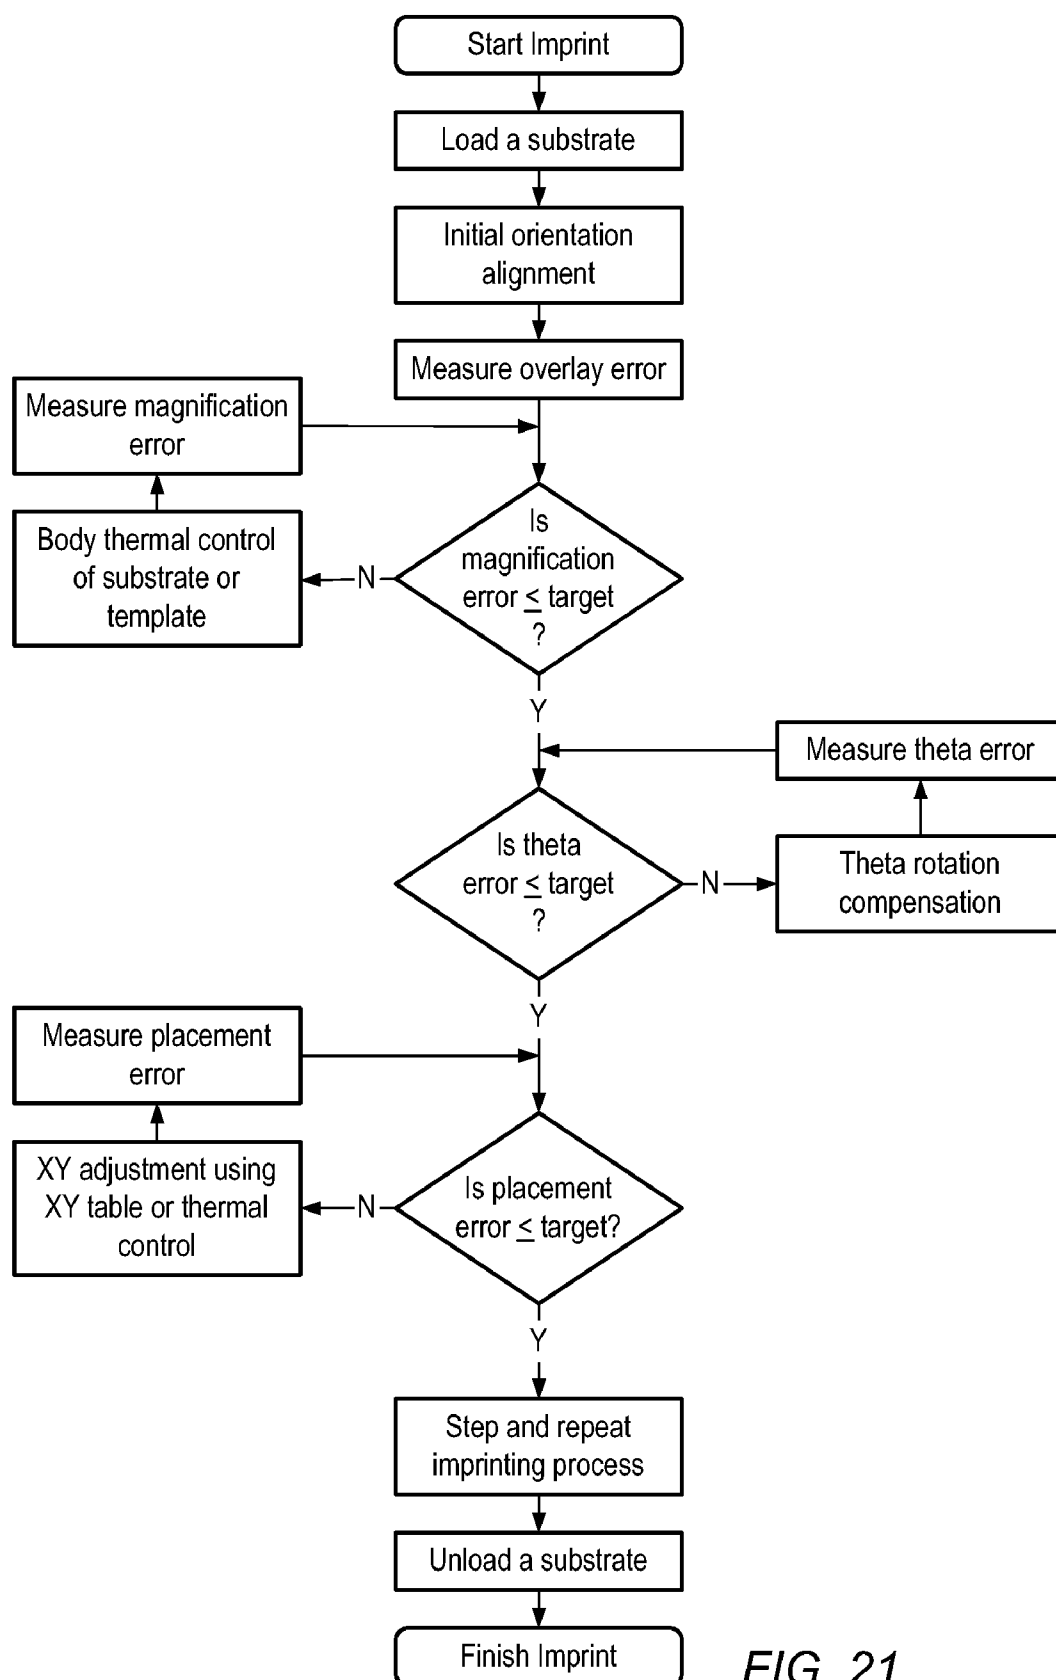 Start Imprint
Load a substrate
Initial orientation
alignment
Measure overlay error
Measure magnification
error
Body thermal control
of substrate or
template
N
Is
magnification
error ≤ target
?
Y
Measure theta error
Is theta
error ≤ target
?
N
Theta rotation
compensation
Y
Measure placement
error
XY adjustment using
XY table or thermal
control
N
Is placement
error ≤ target?
Y
Step and repeat
imprinting process
Unload a substrate
Finish Imprint
FIG. 21